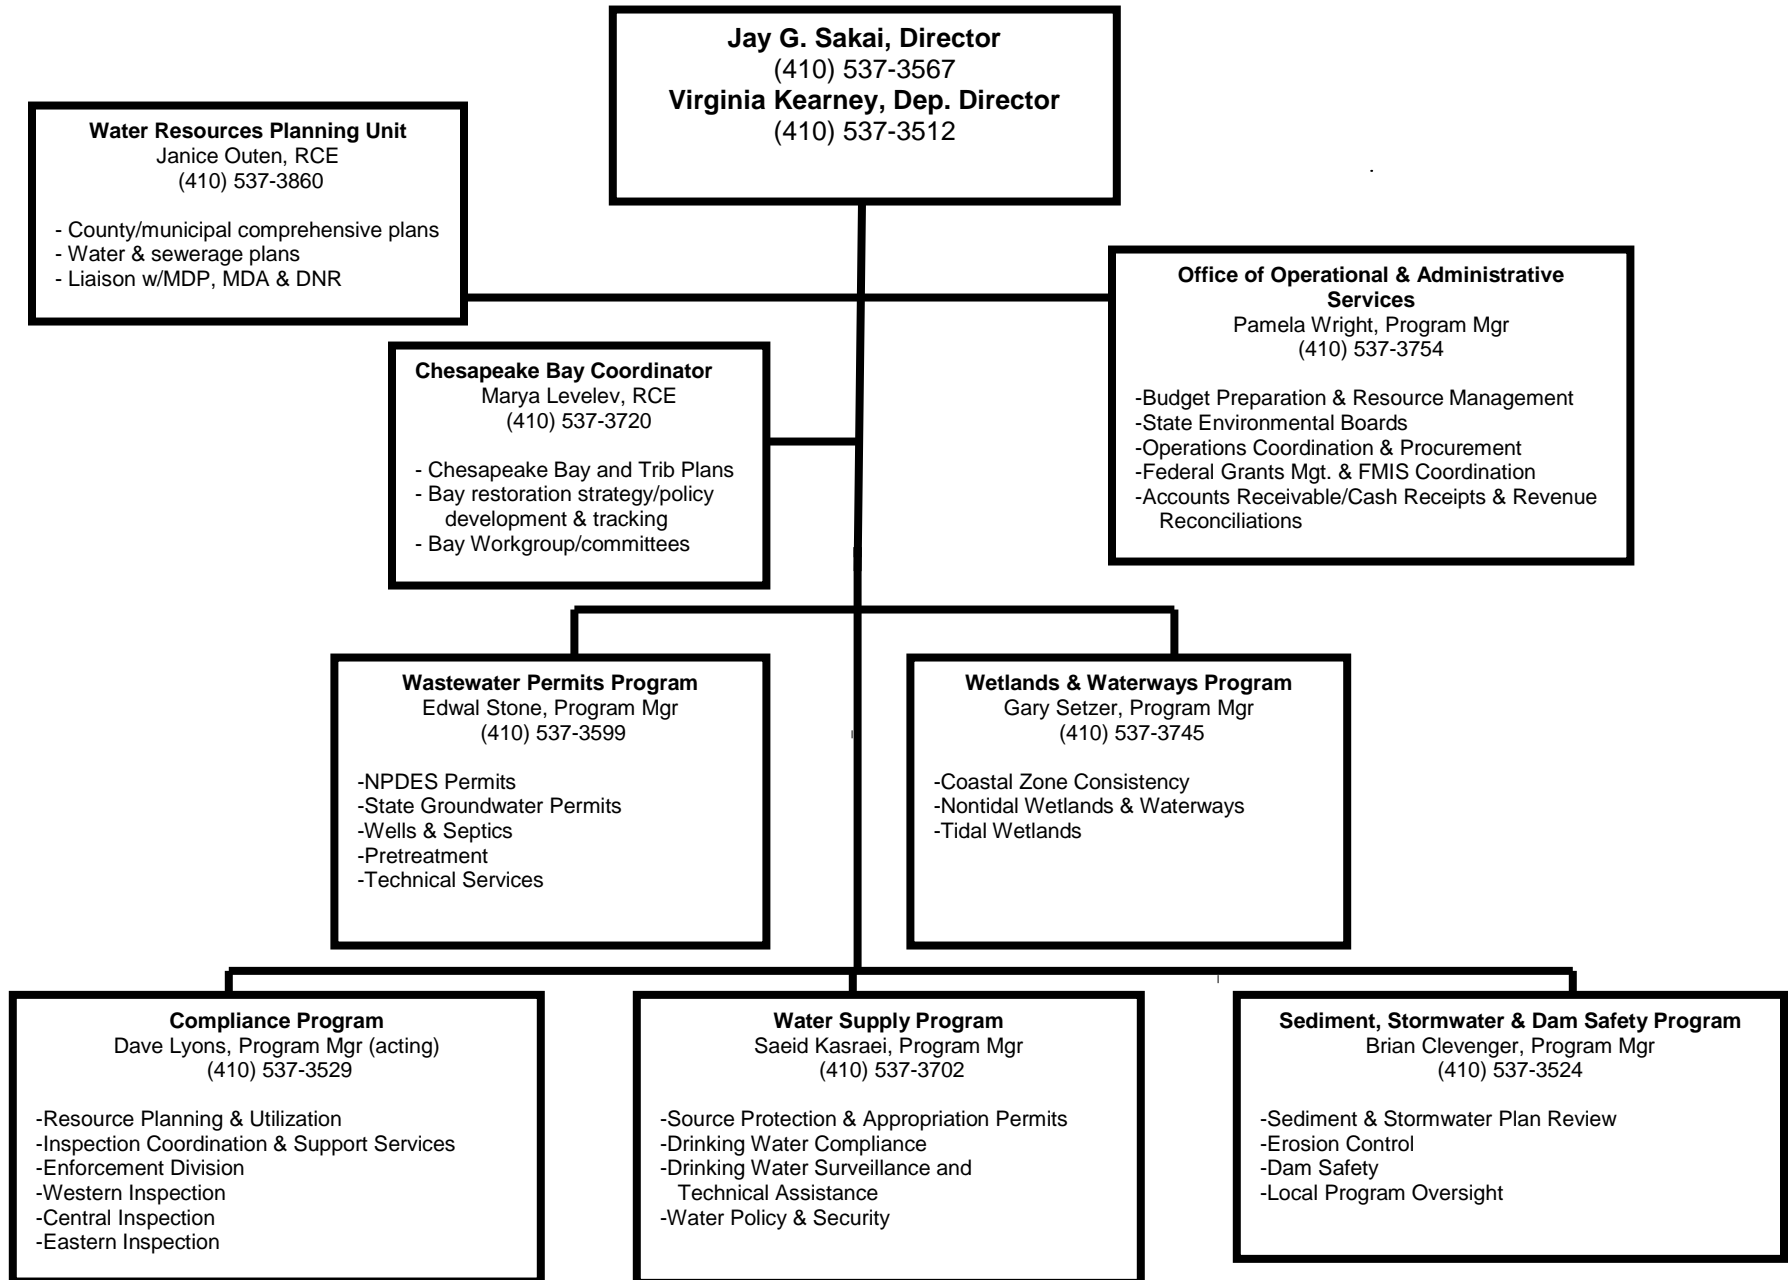 Jay G. Sakai, Director
(410) 537-3567
Virginia Kearney, Dep. Director
(410) 537-3512
Water Resources Planning Unit
Janice Outen, RCE
(410) 537-3860
- County/municipal comprehensive plans
- Water & sewerage plans
- Liaison w/MDP, MDA & DNR
Office of Operational & Administrative
Services
Pamela Wright, Program Mgr
(410) 537-3754
-Budget Preparation & Resource Management
-State Environmental Boards
-Operations Coordination & Procurement
-Federal Grants Mgt. & FMIS Coordination
-Accounts Receivable/Cash Receipts & Revenue
Reconciliations
Chesapeake Bay Coordinator
Marya Levelev, RCE
(410) 537-3720
- Chesapeake Bay and Trib Plans
- Bay restoration strategy/policy
development & tracking
- Bay Workgroup/committees
Wastewater Permits Program
Edwal Stone, Program Mgr
(410) 537-3599
-NPDES Permits
-State Groundwater Permits
-Wells & Septics
-Pretreatment
-Technical Services
Wetlands & Waterways Program
Gary Setzer, Program Mgr
(410) 537-3745
-Coastal Zone Consistency
-Nontidal Wetlands & Waterways
-Tidal Wetlands
Compliance Program
Dave Lyons, Program Mgr (acting)
(410) 537-3529
-Resource Planning & Utilization
-Inspection Coordination & Support Services
-Enforcement Division
-Western Inspection
-Central Inspection
-Eastern Inspection
Water Supply Program
Saeid Kasraei, Program Mgr
(410) 537-3702
-Source Protection & Appropriation Permits
-Drinking Water Compliance
-Drinking Water Surveillance and
Technical Assistance
-Water Policy & Security
Sediment, Stormwater & Dam Safety Program
Brian Clevenger, Program Mgr
(410) 537-3524
-Sediment & Stormwater Plan Review
-Erosion Control
-Dam Safety
-Local Program Oversight